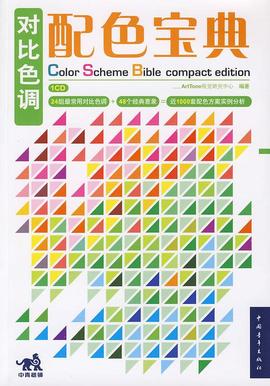 对比色调
配色宝典
Color Scheme Bible compact edition
1CD
ArtTone视觉研究中心 编著
24组最常用对比色调 + 48个经典意象 = 近1000套配色方案实例分析
中青雄狮
中国青年出版社